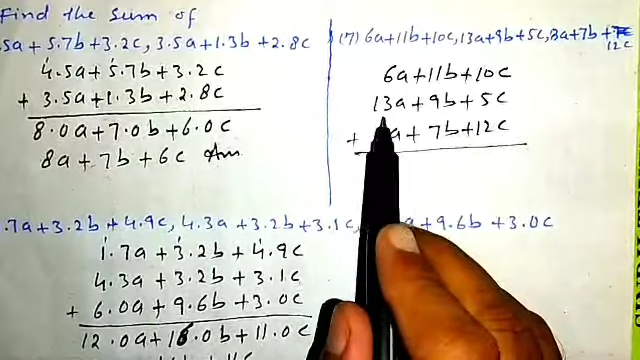 Find the sum of
.5a+5.7b+3.2c, 3.5a+1.3b+2.8c
4.5a+5.7b+3.2c
+ 3.5a+1.3b+2.8c
8.0a+7.0b+6.0c
8a+7b+6c Ans
(7) 6a+11b+10c, 13a+9b+5c, 8a+7b+
12c
6a+11b+10c
13a+9b+5c
+ a+7b+12c
.7a+3.2b+4.9c, 4.3a+3.2b+3.1c, a+9.6b+3.0c
1.7a+3.2b+4.9c
4.3a+3.2b+3.1c
+ 6.0a+9.6b+3.0c
12.0a+16.0b+11.0c